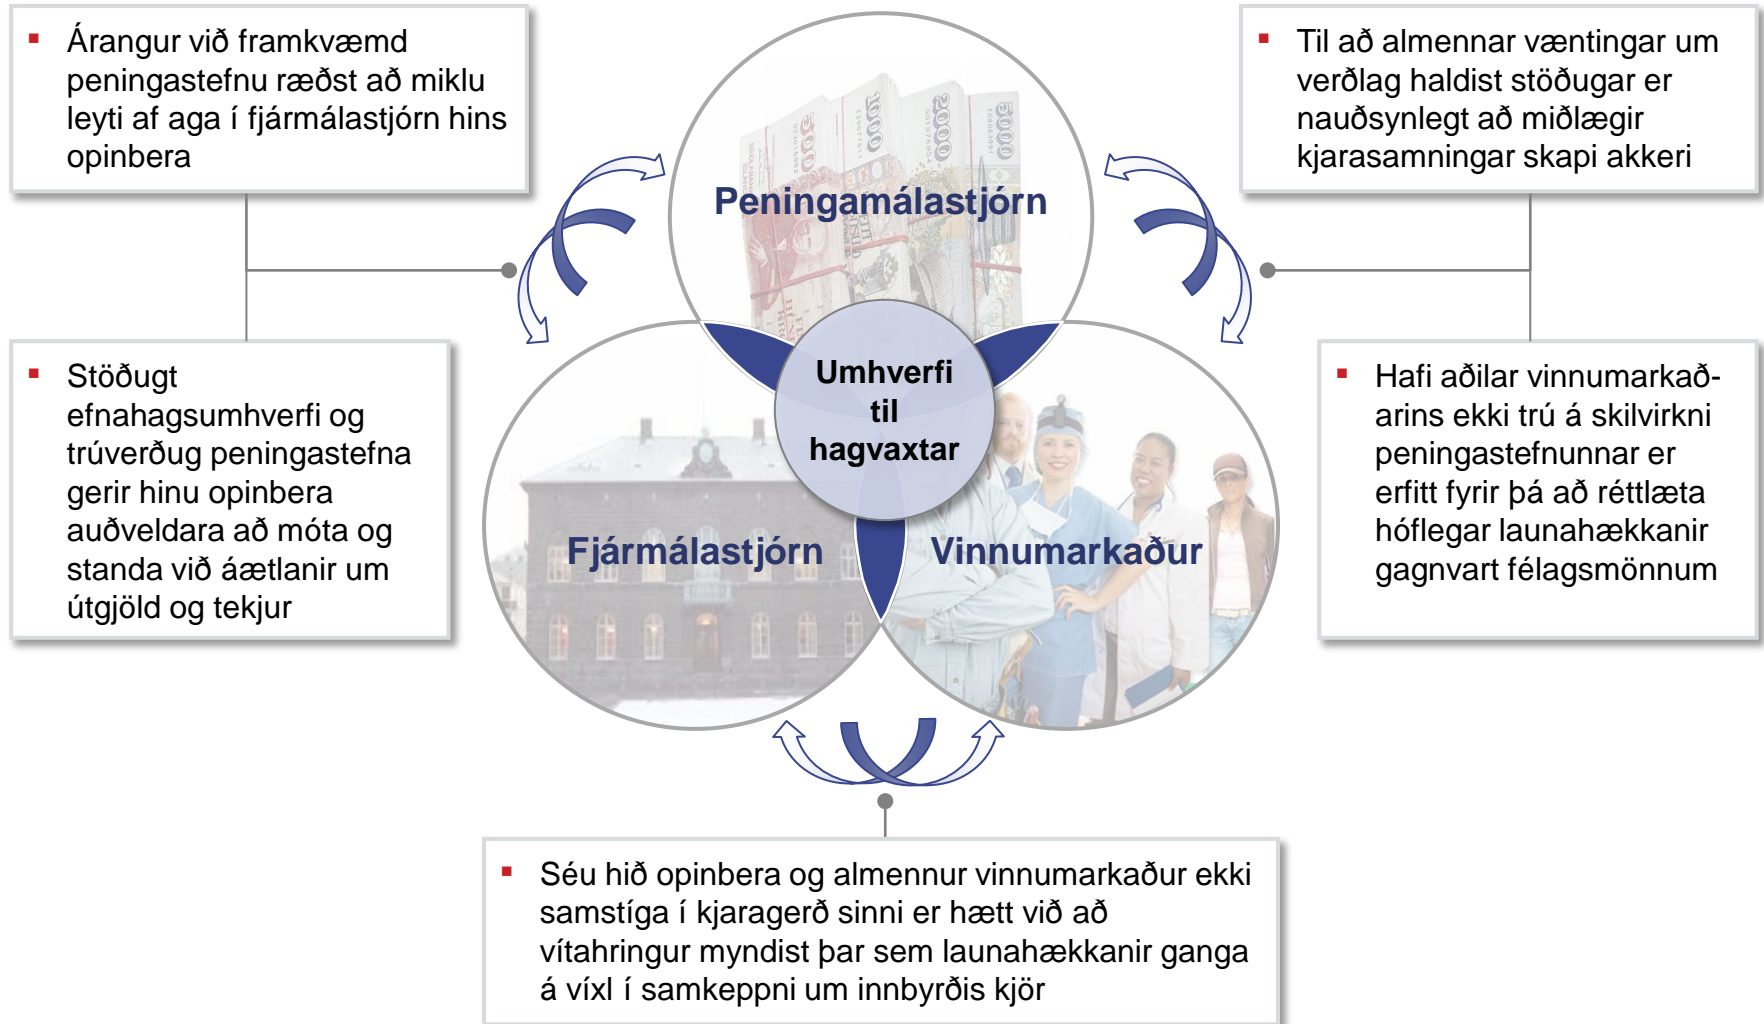 Árangur við framkvæmd
peningastefnu ræðst að miklu
leyti af aga í fjármálastjórn hins
opinbera
Til að almennar væntingar um
verðlag haldist stöðugar er
nauðsynlegt að miðlægir
kjarasamningar skapi akkeri
5000
1000
2000
5000
Peningamálastjórn
Stöðugt
efnahagsumhverfi og
trúverðug peningastefna
gerir hinu opinbera
auðveldara að móta og
standa við áætlanir um
útgjöld og tekjur
Umhverfi
til
hagvaxtar
Hafi aðilar vinnumarkað-
arins ekki trú á skilvirkni
peningastefnunnar er
erfitt fyrir þá að réttlæta
hóflegar launahækkanir
gagnvart félagsmönnum
Fjármálastjórn
Vinnumarkaður
Séu hið opinbera og almennur vinnumarkaður ekki
samstíga í kjaragerð sinni er hætt við að
vítahringur myndist þar sem launahækkanir ganga
á víxl í samkeppni um innbyrðis kjör